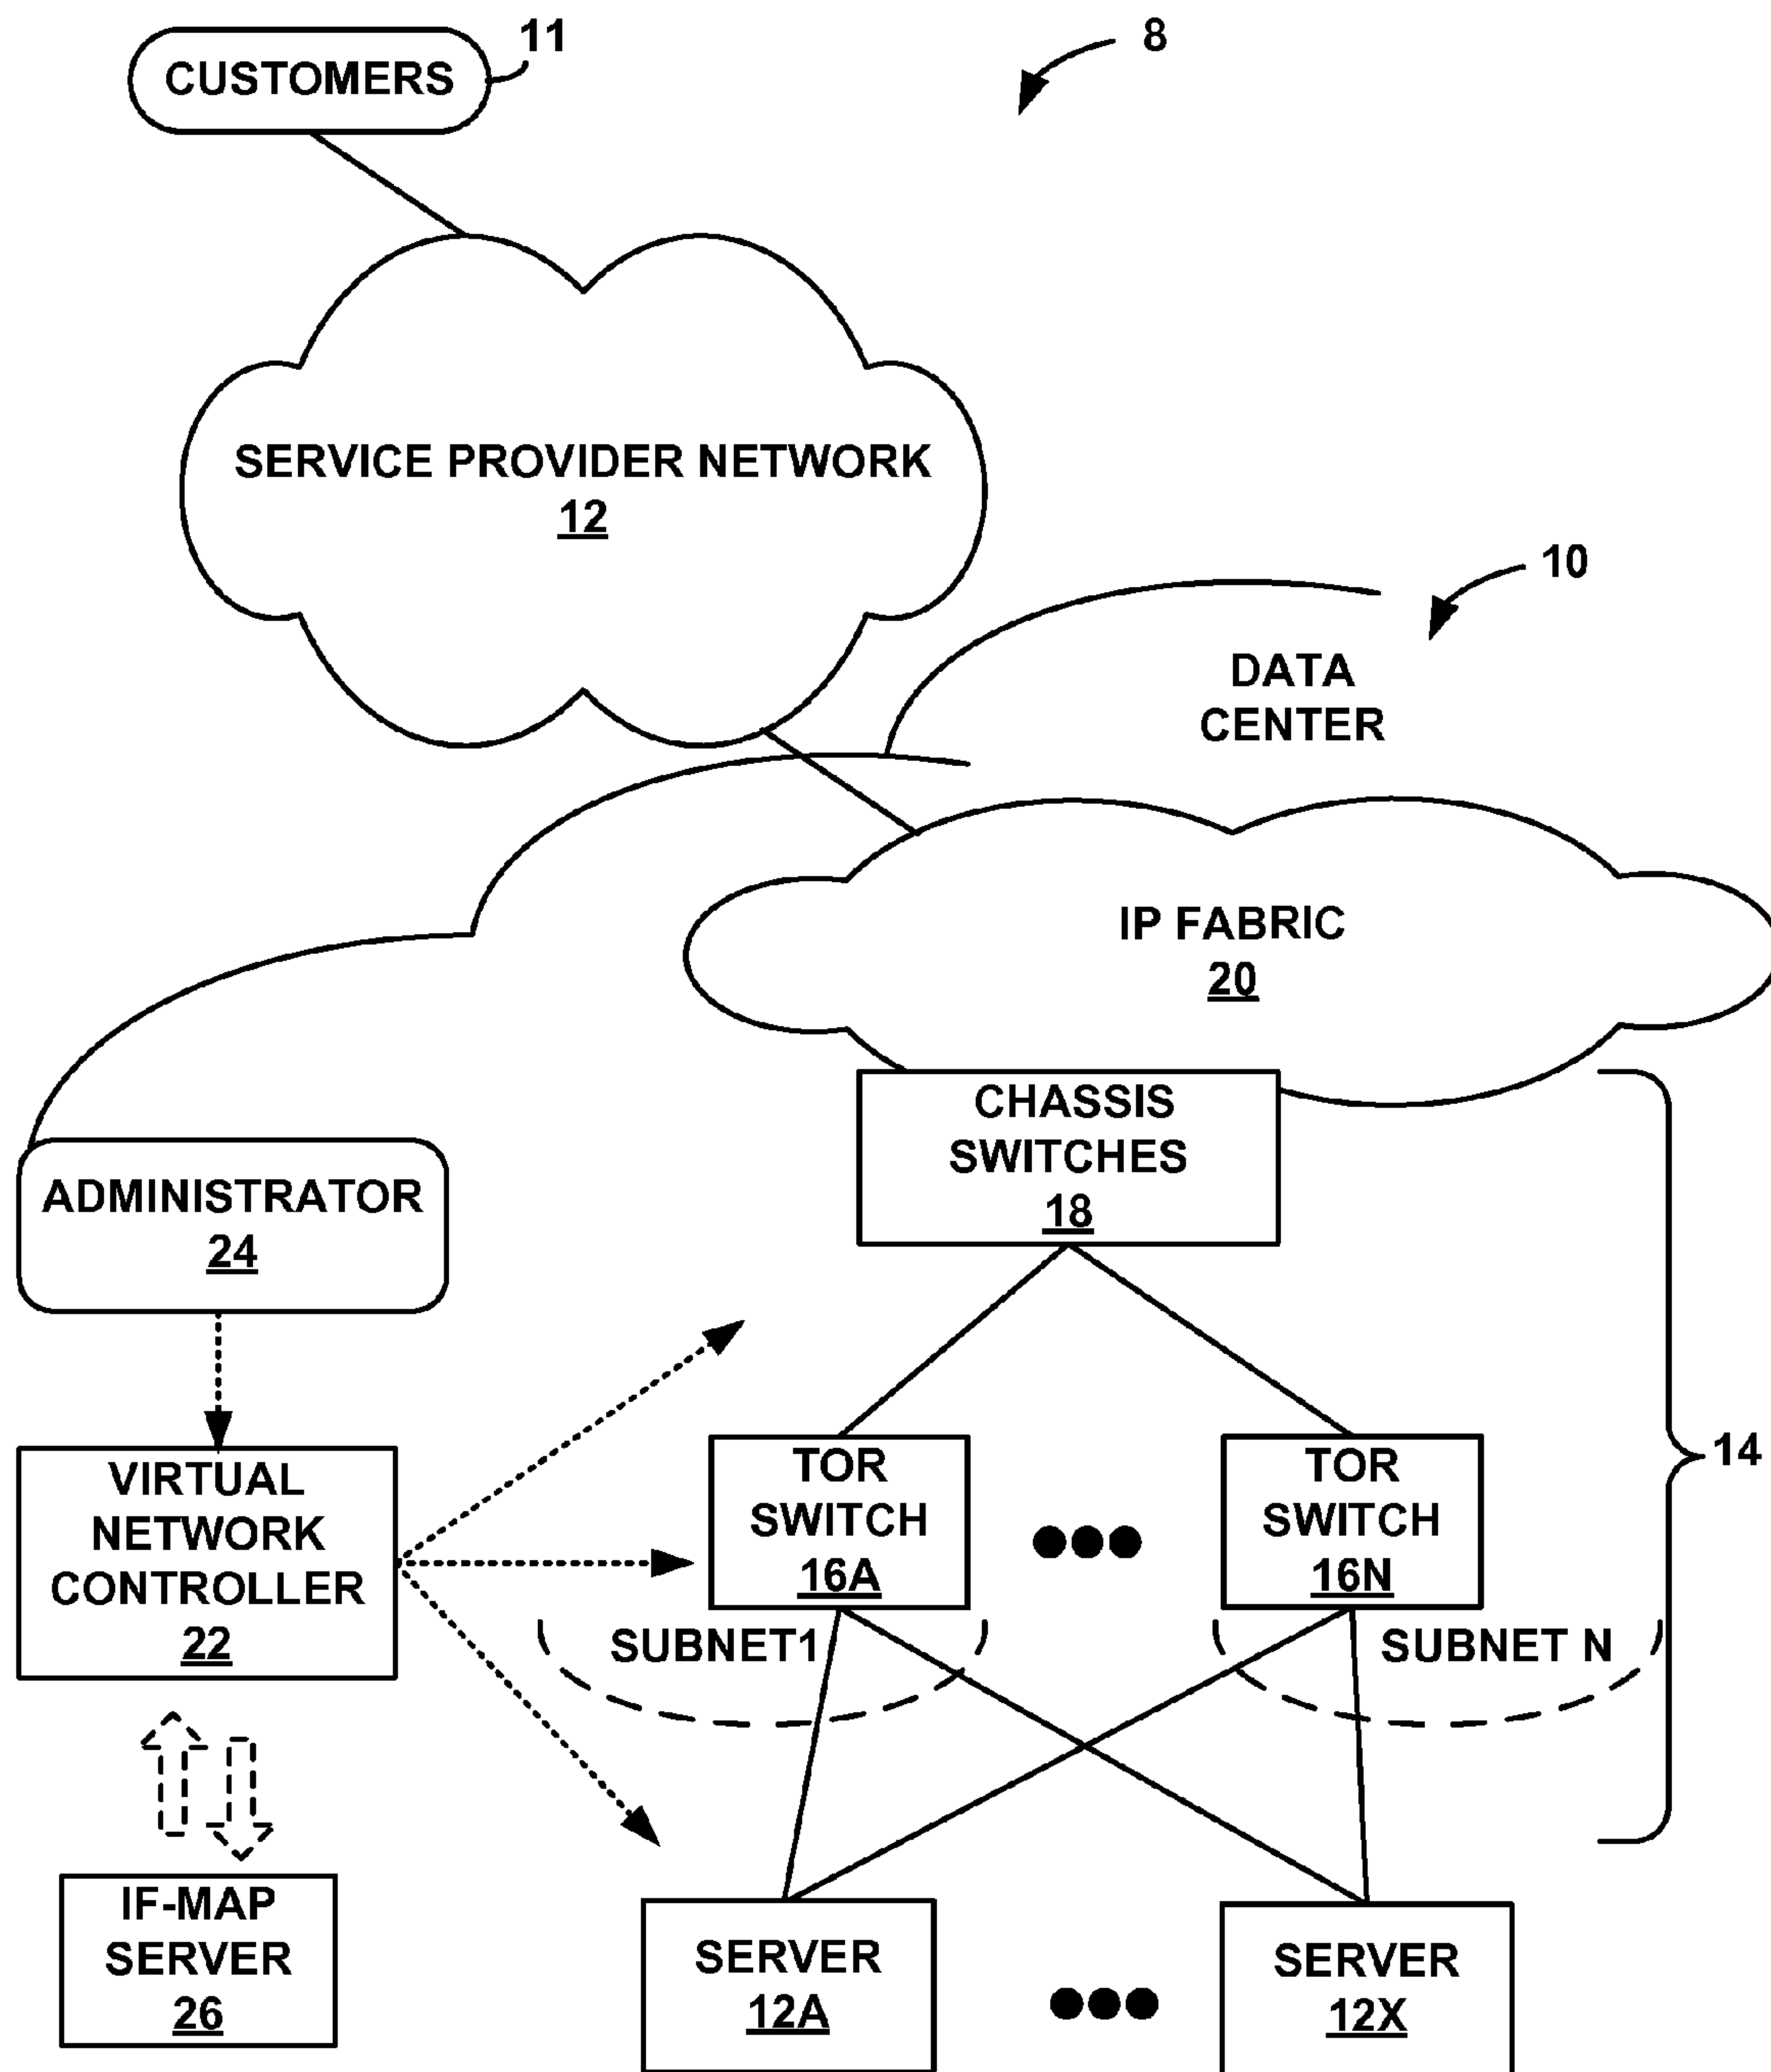 CUSTOMERS
11
8
SERVICE PROVIDER NETWORK
12
10
DATA
CENTER
IP FABRIC
20
CHASSIS
SWITCHES
18
ADMINISTRATOR
24
VIRTUAL
NETWORK
CONTROLLER
22
TOR
SWITCH
16A
TOR
SWITCH
16N
14
SUBNET1
SUBNET N
IF-MAP
SERVER
26
SERVER
12A
SERVER
12X